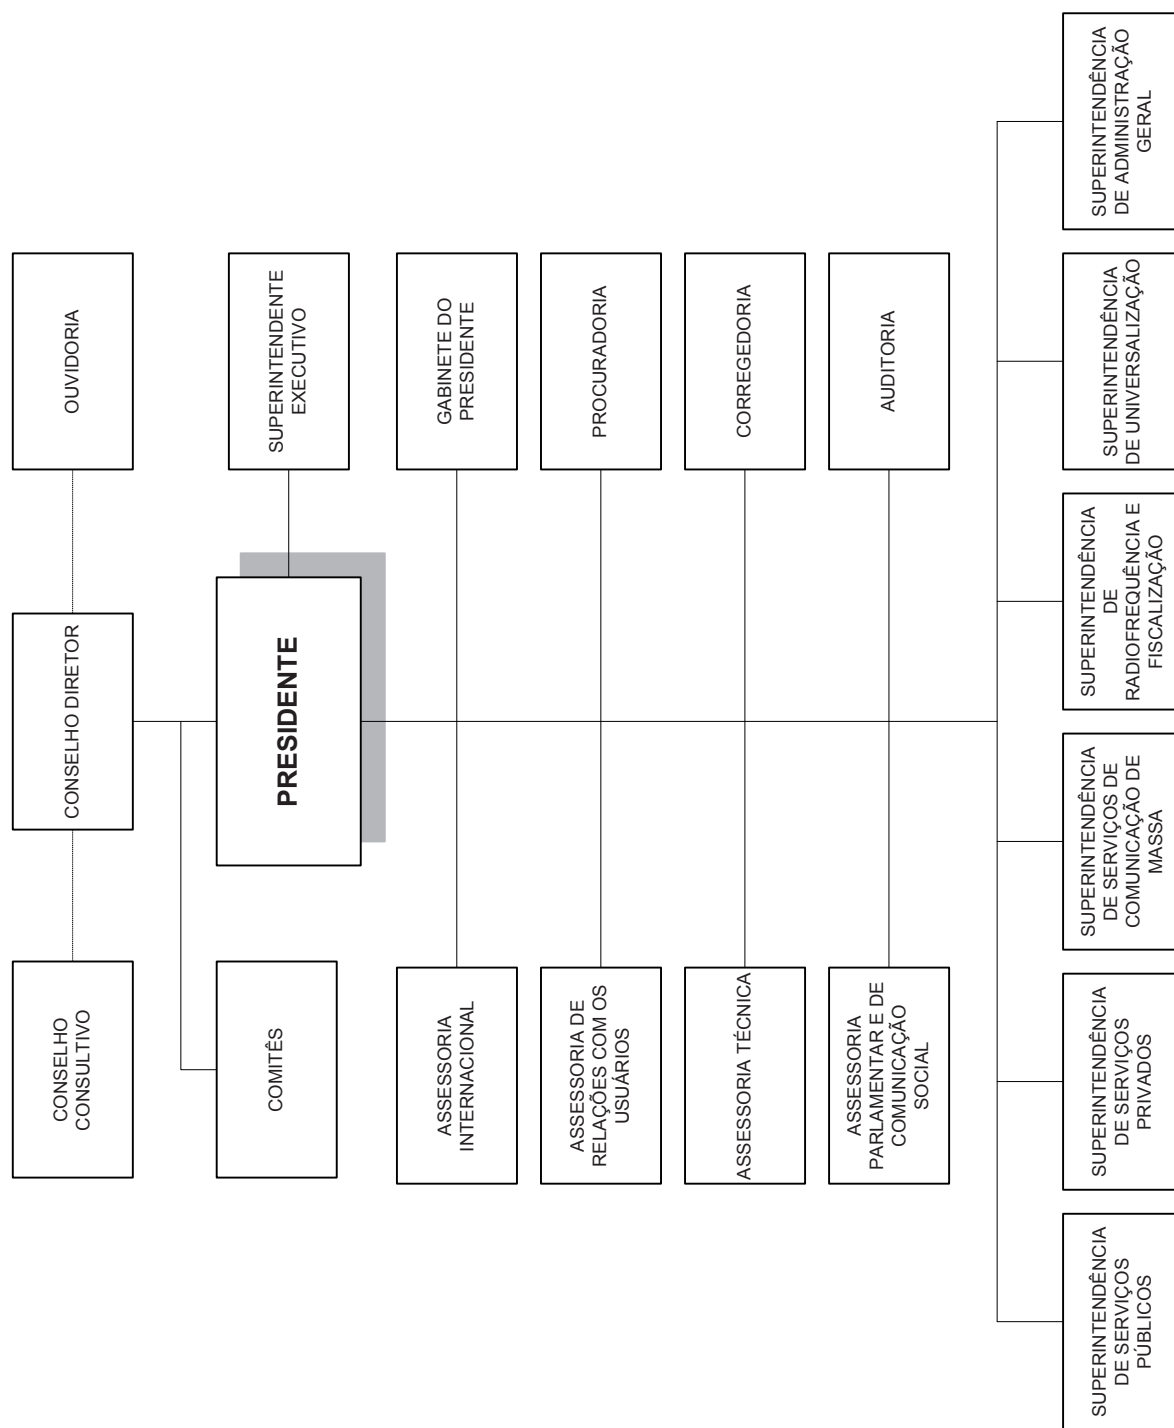 CONSELHO
CONSULTIVO
CONSELHO DIRETOR
OUVIDORIA
COMITÊS
PRESIDENTE
SUPERINTENDENTE
EXECUTIVO
ASSESSORIA
INTERNACIONAL
GABINETE DO
PRESIDENTE
ASSESSORIA DE
RELAÇÕES COM OS
USUÁRIOS
PROCURADORIA
ASSESSORIA TÉCNICA
CORREGEDORIA
ASSESSORIA
PARLAMENTAR E DE
COMUNICAÇÃO
SOCIAL
AUDITORIA
SUPERINTENDÊNCIA
DE SERVIÇOS
PÚBLICOS
SUPERINTENDÊNCIA
DE SERVIÇOS
PRIVADOS
SUPERINTENDÊNCIA
DE SERVIÇOS DE
COMUNICAÇÃO DE
MASSA
SUPERINTENDÊNCIA
DE
RADIOFREQUÊNCIA E
FISCALIZAÇÃO
SUPERINTENDÊNCIA
DE UNIVERSALIZAÇÃO
SUPERINTENDÊNCIA
DE ADMINISTRAÇÃO
GERAL